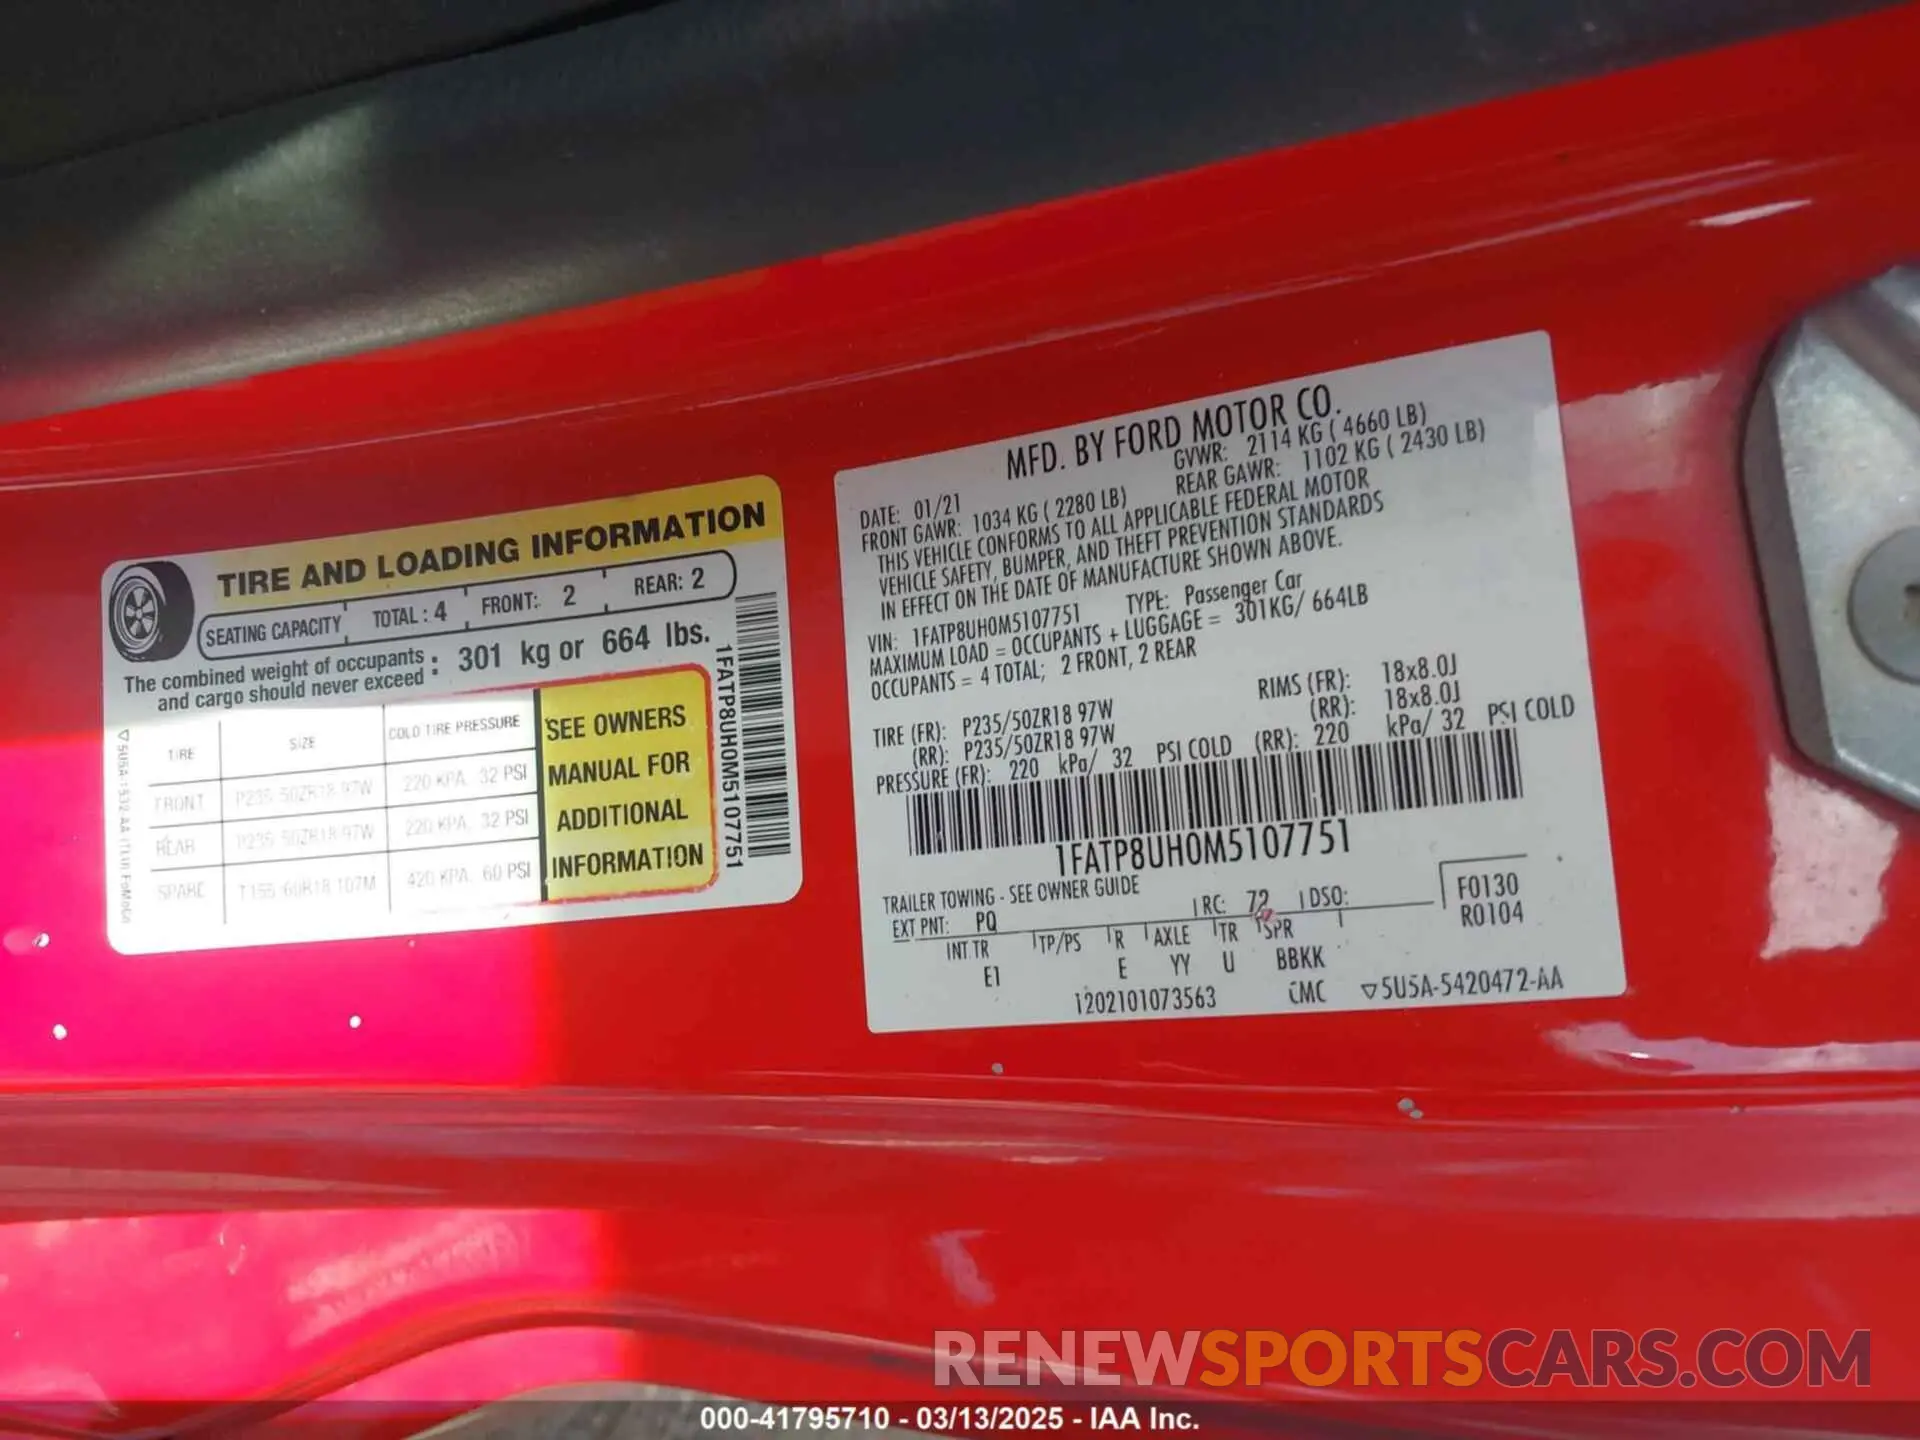 TIRE AND LOADING INFORMATION
SEATING CAPACITY TOTAL : 4 FRONT: 2 REAR: 2
The combined weight of occupants and cargo should never exceed : 301 kg or 664 lbs.
TIRE SIZE COLD TIRE PRESSURE
FRONT P235/50ZR18 97W 220 KPA, 32 PSI
REAR P235/50ZR18 97W 220 KPA, 32 PSI
SPARE T155/60R18 107M 420 KPA, 60 PSI
SEE OWNERS
MANUAL FOR
ADDITIONAL
INFORMATION
1FATP8UH0M5107751
MFD. BY FORD MOTOR CO.
DATE: 01/21 GVWR: 2114 KG ( 4660 LB)
FRONT GAWR: 1034 KG ( 2280 LB) REAR GAWR: 1102 KG ( 2430 LB)
THIS VEHICLE CONFORMS TO ALL APPLICABLE FEDERAL MOTOR
VEHICLE SAFETY, BUMPER, AND THEFT PREVENTION STANDARDS
IN EFFECT ON THE DATE OF MANUFACTURE SHOWN ABOVE.
VIN: 1FATP8UH0M5107751 TYPE: Passenger Car
MAXIMUM LOAD = OCCUPANTS + LUGGAGE = 301KG/ 664LB
OCCUPANTS = 4 TOTAL; 2 FRONT, 2 REAR
TIRE (FR): P235/50ZR18 97W RIMS (FR): 18x8.0J
(RR): P235/50ZR18 97W (RR): 18x8.0J
PRESSURE (FR): 220 kPa/ 32 PSI COLD (RR): 220 kPa/ 32 PSI COLD
1FATP8UH0M5107751
TRAILER TOWING - SEE OWNER GUIDE
EXT PNT: PQ RC: 72 DSO: F0130
R0104
INT TR TP/PS R AXLE TR SPR
E1 E YY U BBKK
1202101073563 CMC 5U5A-5420472-AA
RENEWSPORTSCARS.COM
000-41795710 - 03/13/2025 - IAA Inc.